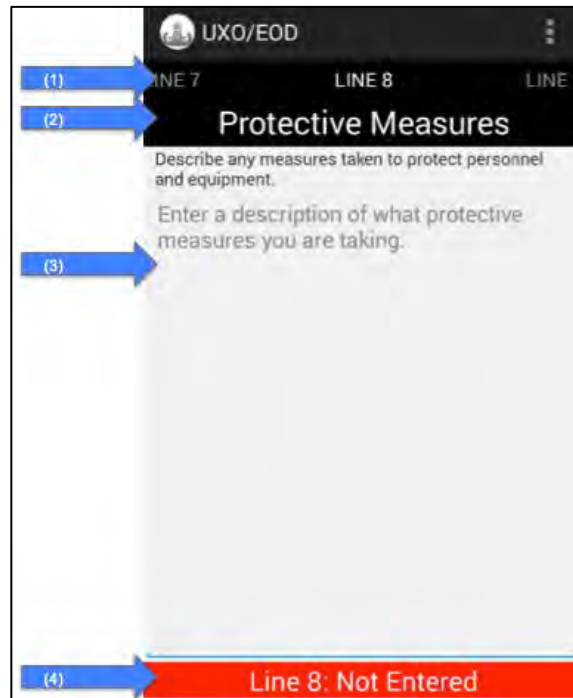 UXO/EOD
(1)
INE 7 LINE 8 LINE
(2)
Protective Measures
Describe any measures taken to protect personnel
and equipment.
Enter a description of what protective
measures you are taking.
(3)
(4)
Line 8: Not Entered